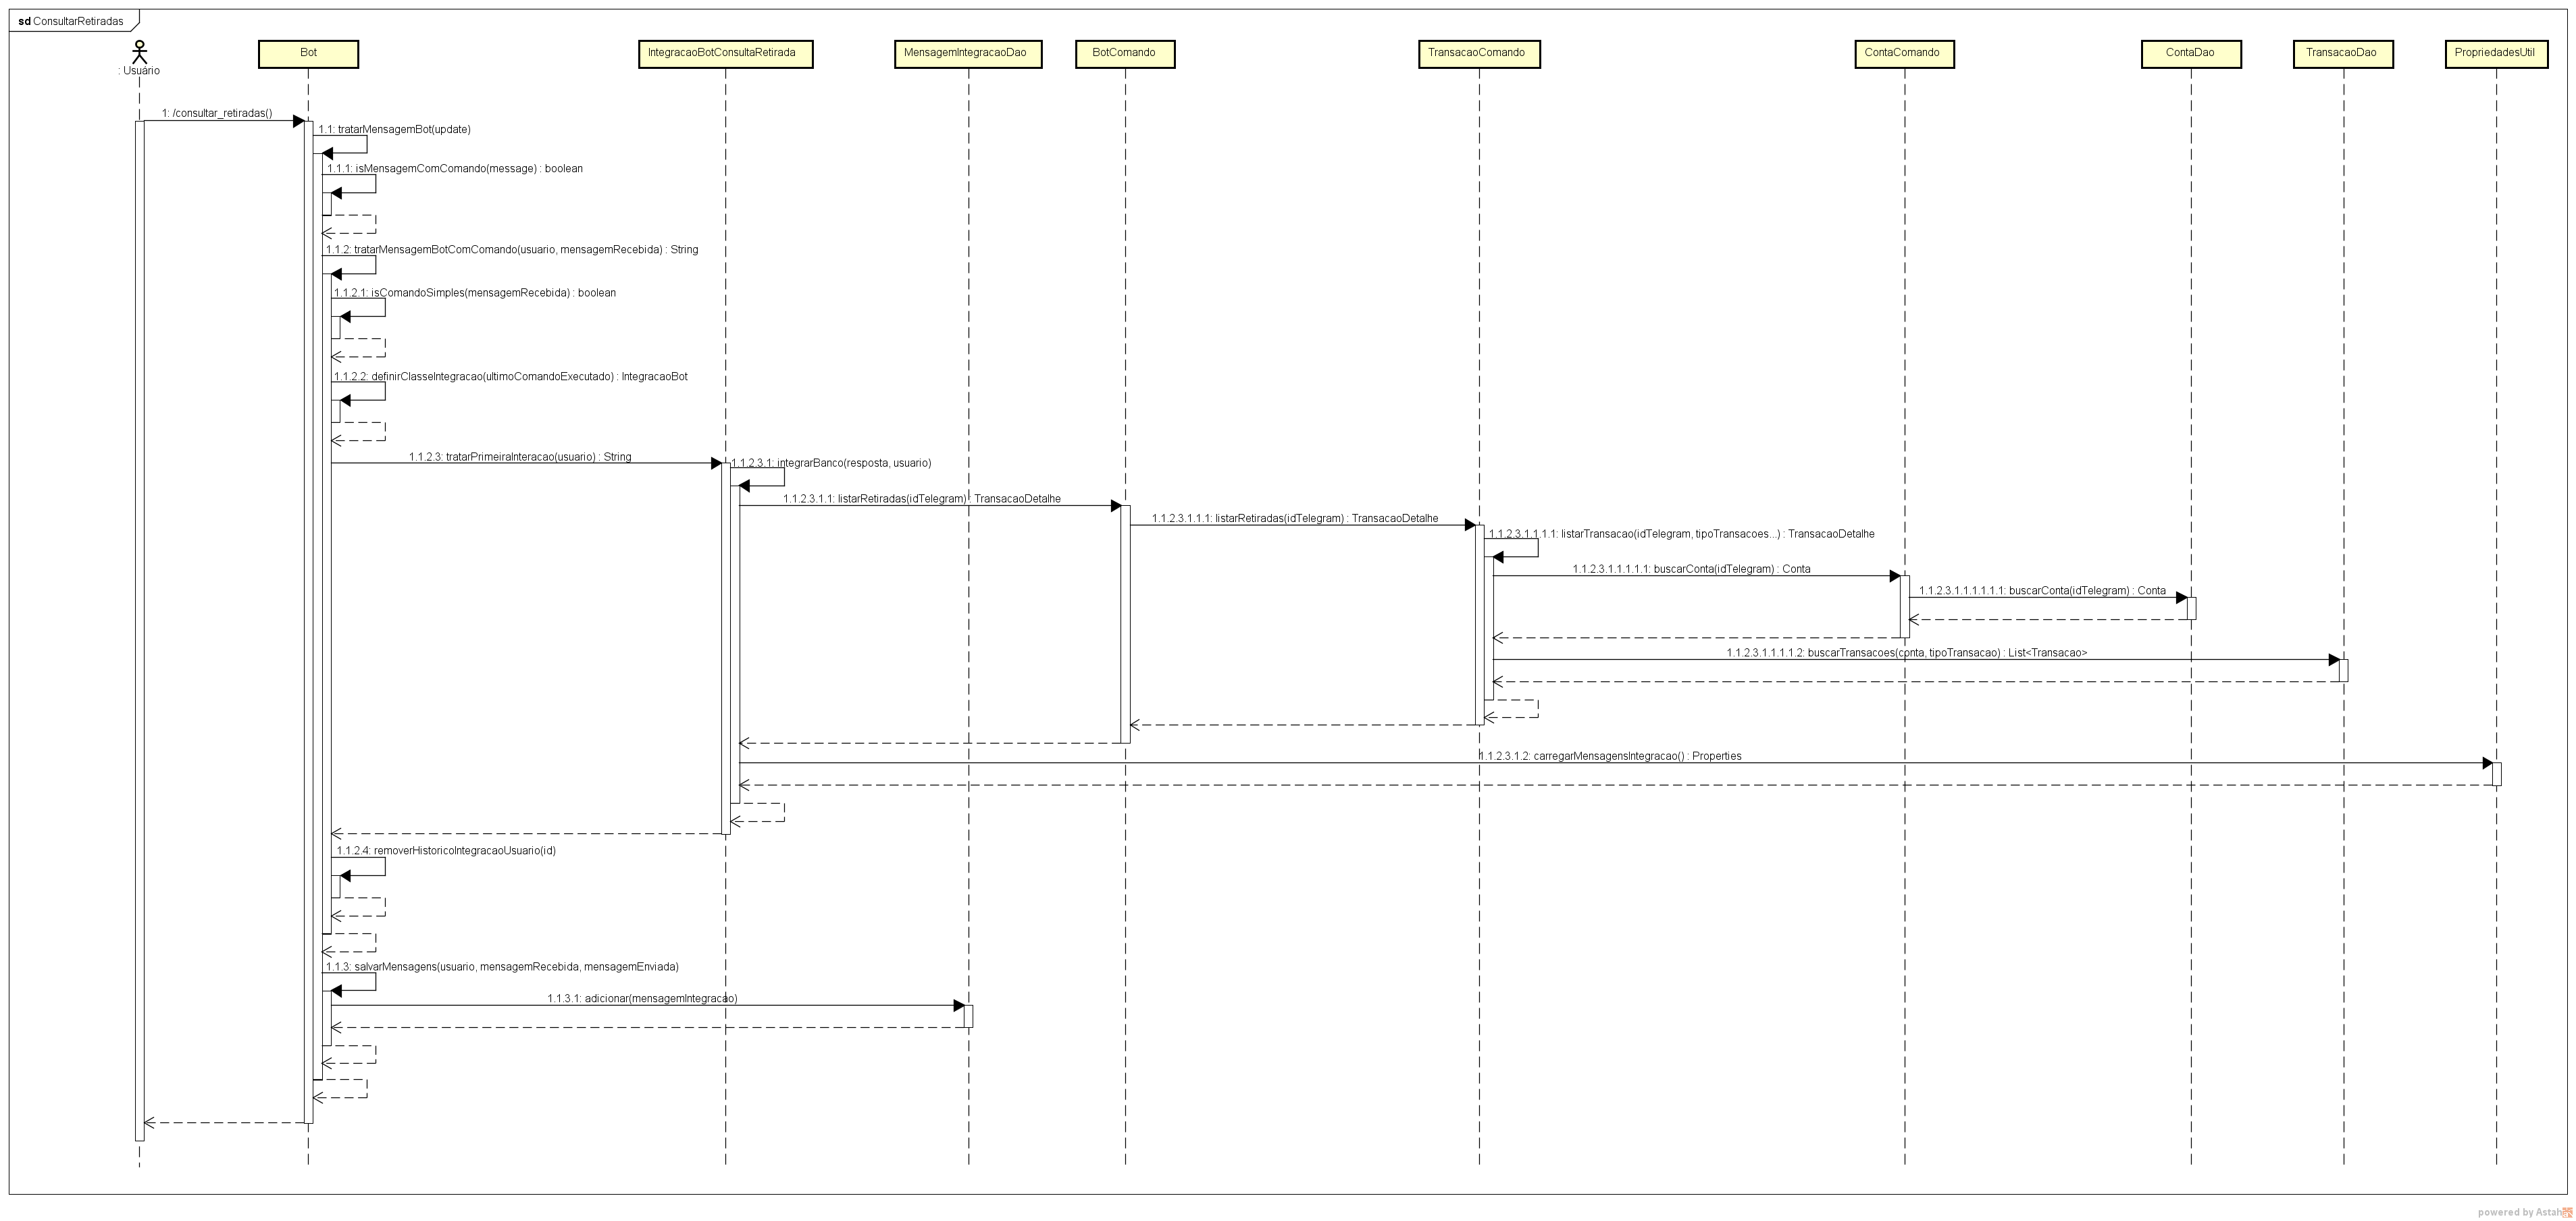 sd ConsultarRetiradas
: Usuário
Bot
IntegracaoBotConsultaRetirada
MensagemIntegracaoDao
BotComando
TransacaoComando
ContaComando
ContaDao
TransacaoDao
PropriedadesUtil
1: /consultar_retiradas()
1.1: tratarMensagemBot(update)
1.1.1: isMensagemComComando(message) : boolean
1.1.2: tratarMensagemBotComComando(usuario, mensagemRecebida) : String
1.1.2.1: isComandoSimples(mensagemRecebida) : boolean
1.1.2.2: definirClasseIntegracao(ultimoComandoExecutado) : IntegracaoBot
1.1.2.3: tratarPrimeiraInteracao(usuario) : String
1.1.2.3.1: integrarBanco(resposta, usuario)
1.1.2.3.1.1: listarRetiradas(idTelegram) : TransacaoDetalhe
1.1.2.3.1.1.1: listarRetiradas(idTelegram) : TransacaoDetalhe
1.1.2.3.1.1.1.1: listarTransacao(idTelegram, tipoTransacoes...) : TransacaoDetalhe
1.1.2.3.1.1.1.1.1: buscarConta(idTelegram) : Conta
1.1.2.3.1.1.1.1.1.1: buscarConta(idTelegram) : Conta
1.1.2.3.1.1.1.1.2: buscarTransacoes(conta, tipoTransacao) : List<Transacao>
1.1.2.3.1.2: carregarMensagensIntegracao() : Properties
1.1.2.4: removerHistoricoIntegracaoUsuario(id)
1.1.3: salvarMensagens(usuario, mensagemRecebida, mensagemEnviada)
1.1.3.1: adicionar(mensagemIntegracao)
powered by Astah